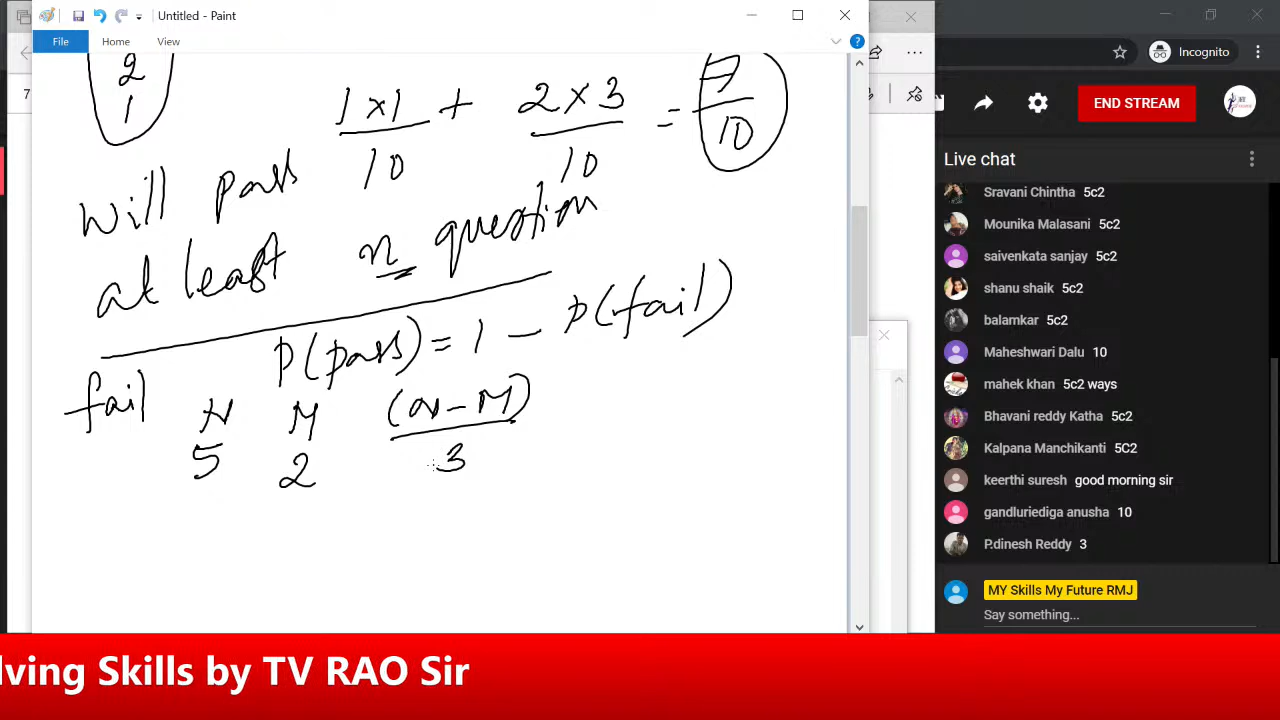 Untitled - Paint
File Home View
2
1
1 x 1 + 2 x 3 = 7
10 10 10
will pass
at least n question
P(pass) = 1 - P(fail)
fail N M (N-M)
5 2 3
7
Incognito
END STREAM
Live chat
Sravani Chintha 5c2
Mounika Malasani 5c2
saivenkata sanjay 5c2
shanu shaik 5c2
balamkar 5c2
Maheshwari Dalu 10
mahek khan 5c2 ways
Bhavani reddy Katha 5c2
Kalpana Manchikanti 5C2
keerthi suresh good morning sir
gandluriediga anusha 10
P.dinesh Reddy 3
MY Skills My Future RMJ
Say something...
lving Skills by TV RAO Sir